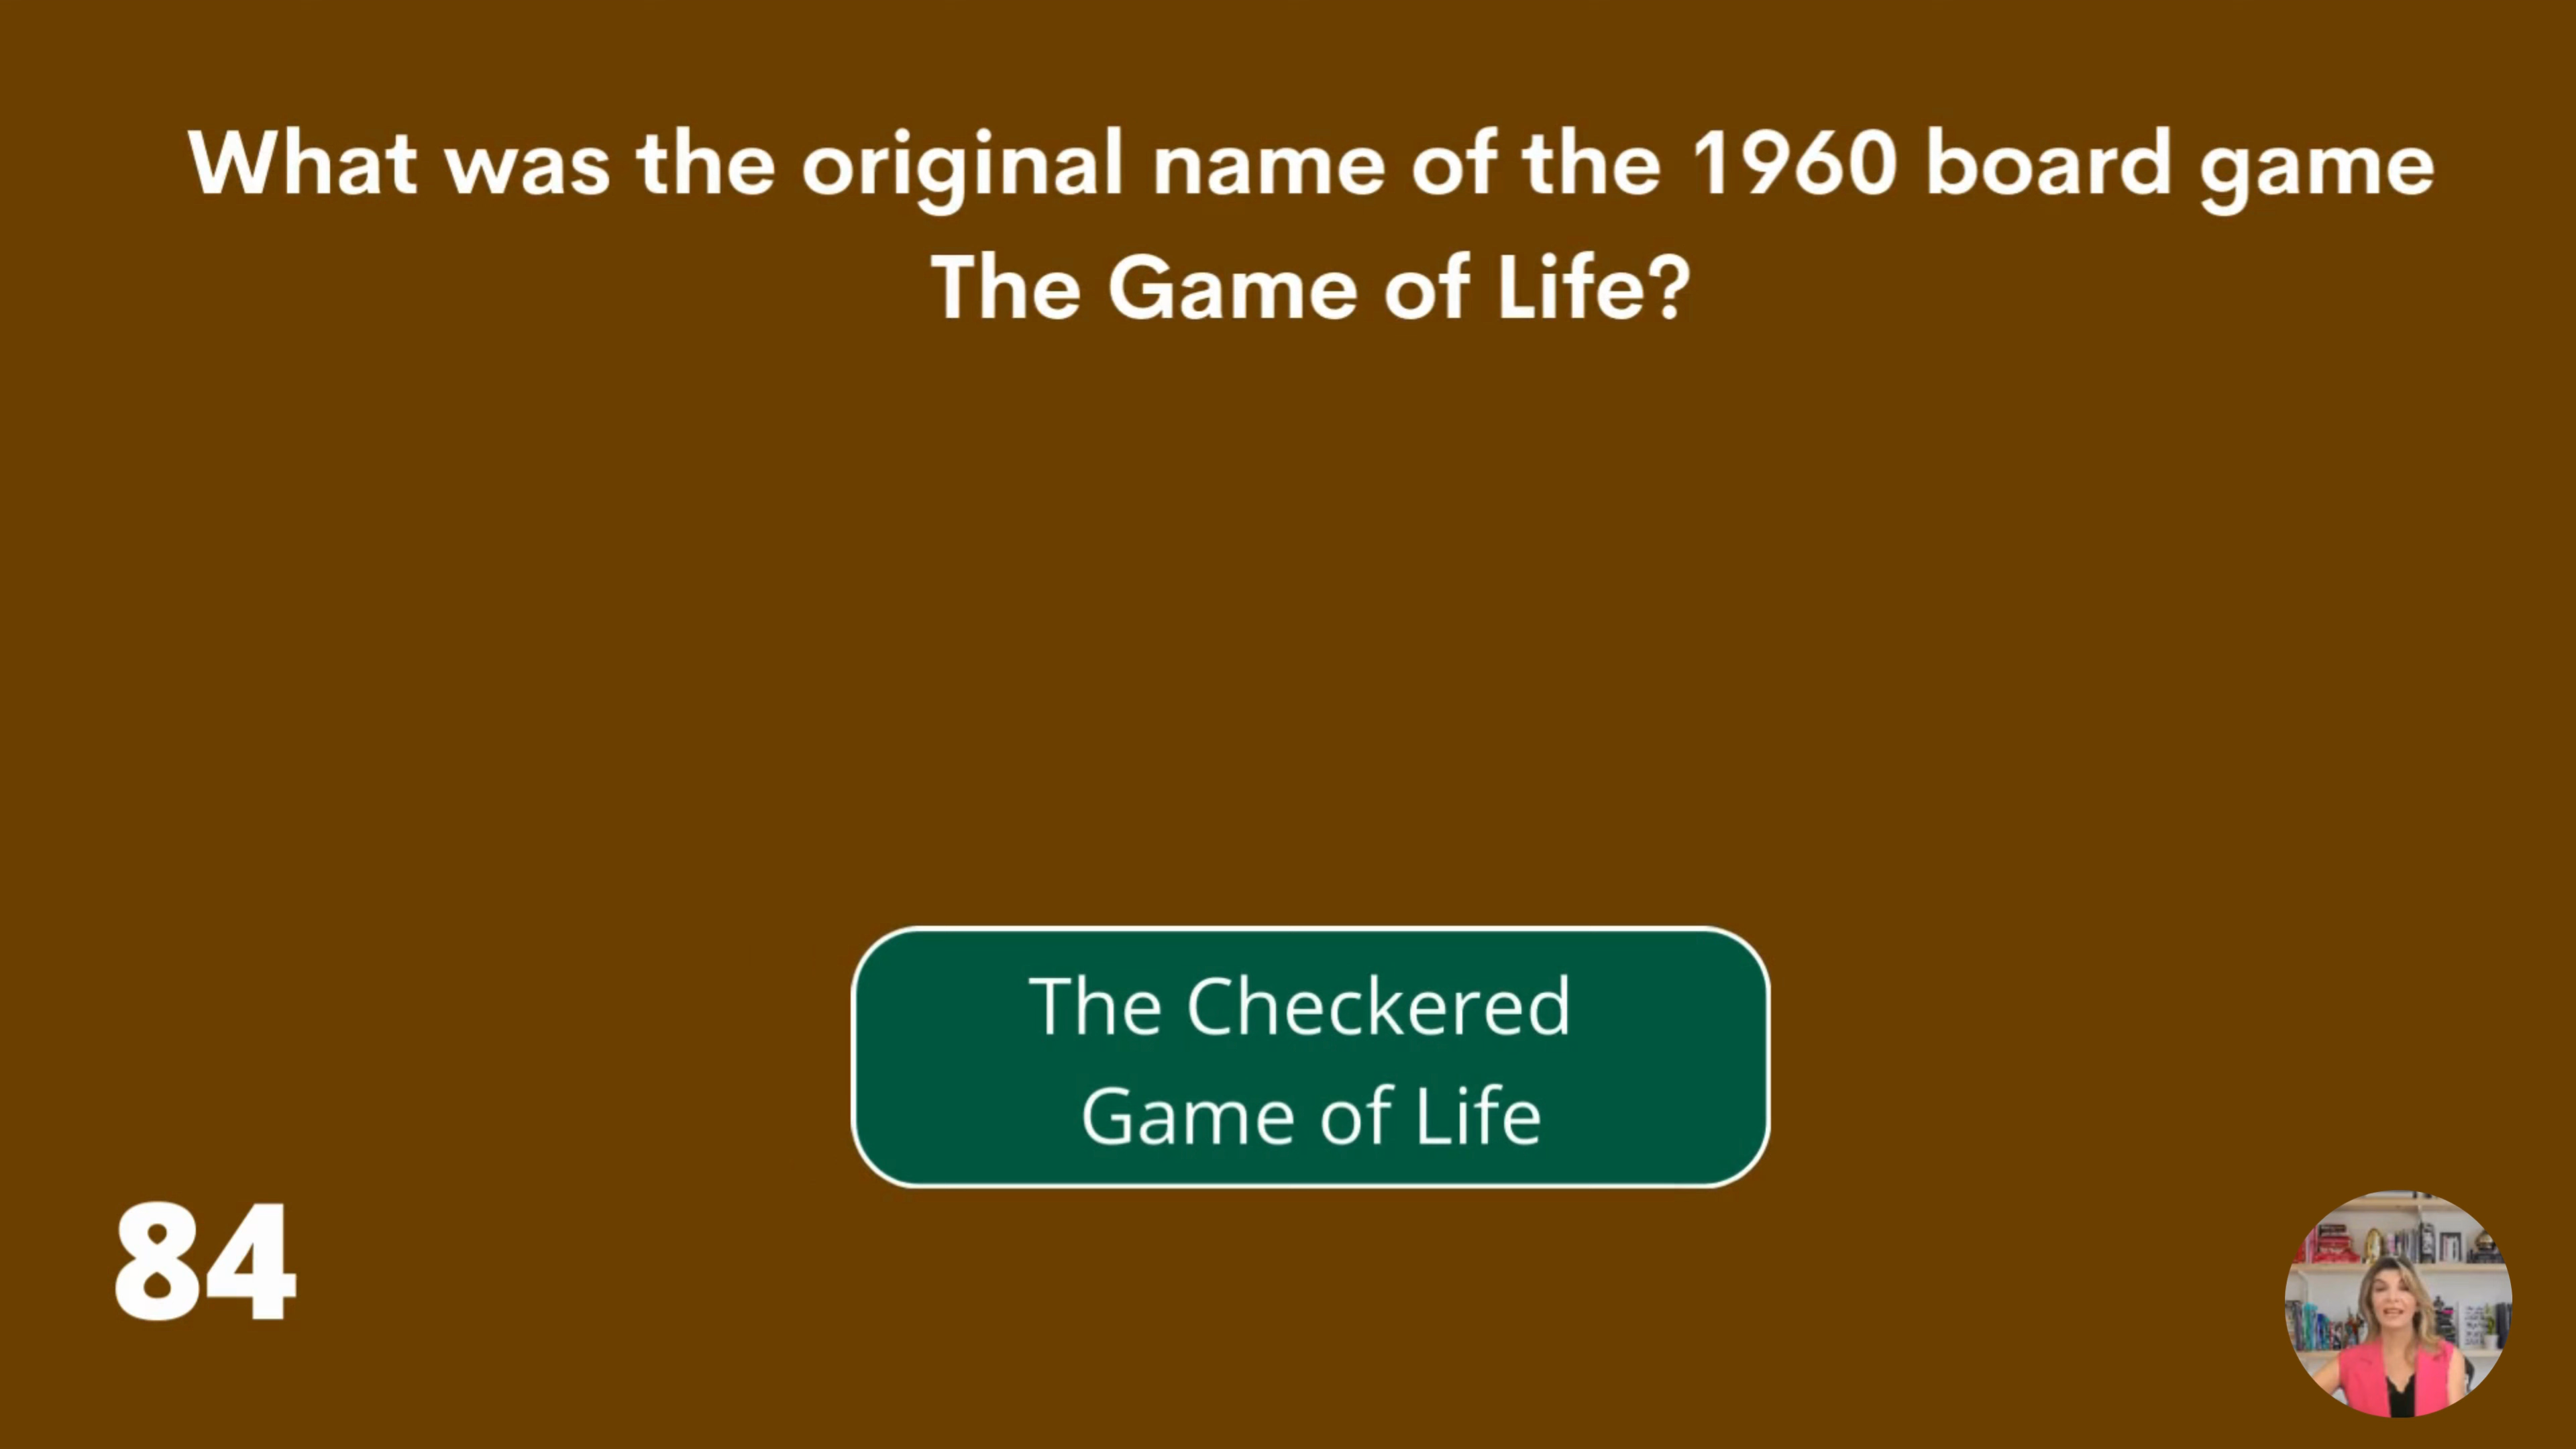 What was the original name of the 1960 board game
The Game of Life?
The Checkered
Game of Life
84